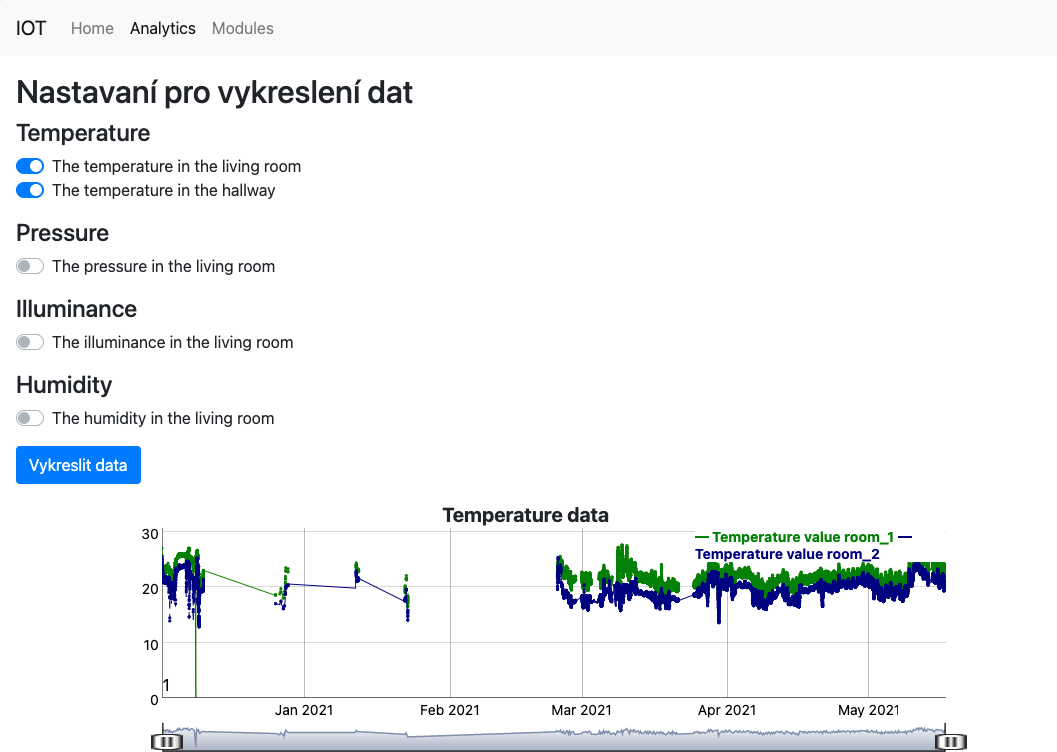 IOT Home Analytics Modules
Nastavaní pro vykreslení dat
Temperature
The temperature in the living room
The temperature in the hallway
Pressure
The pressure in the living room
Illuminance
The illuminance in the living room
Humidity
The humidity in the living room
Vykreslit data
Temperature data
— Temperature value room_1 —
Temperature value room_2
30
20
10
0
1
Jan 2021 Feb 2021 Mar 2021 Apr 2021 May 2021